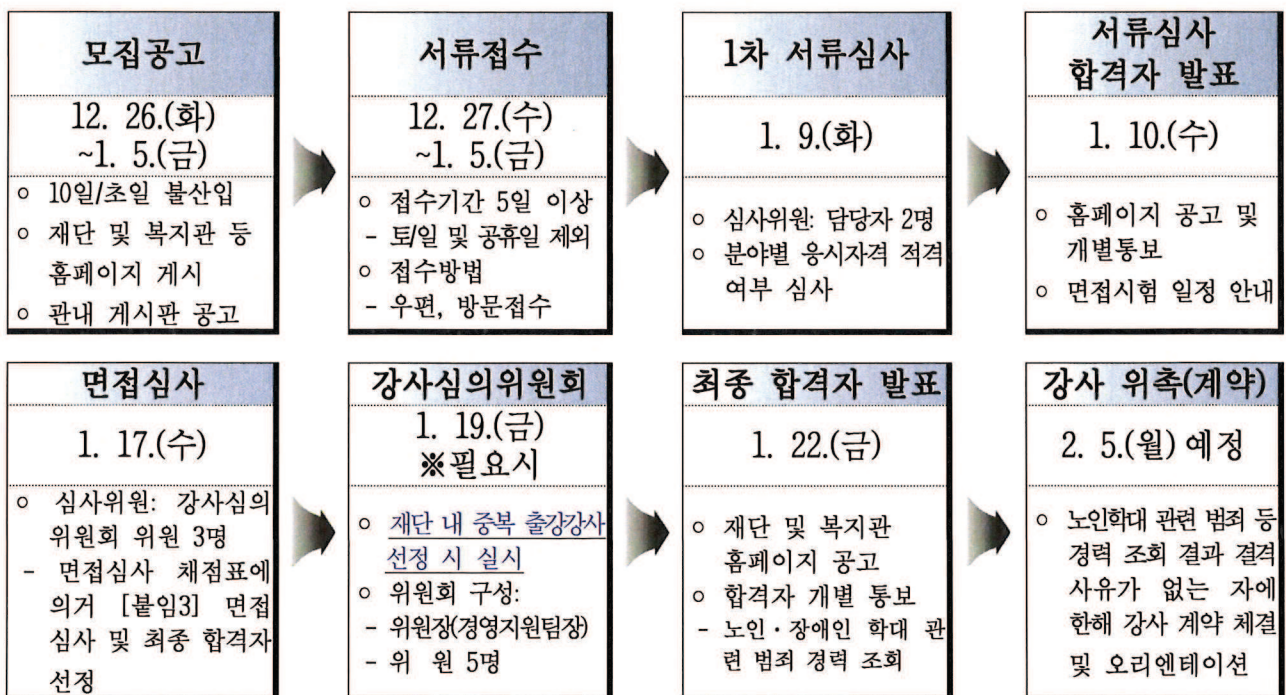 모집공고
12. 26.(화)
~1. 5.(금)
○ 10일/초일 불산입
○ 재단 및 복지관 등
홈페이지 게시
○ 관내 게시판 공고
서류접수
12. 27.(수)
~1. 5.(금)
○ 접수기간 5일 이상
- 토/일 및 공휴일 제외
○ 접수방법
- 우편, 방문접수
1차 서류심사
1. 9.(화)
○ 심사위원: 담당자 2명
○ 분야별 응시자격 적격
여부 심사
서류심사
합격자 발표
1. 10.(수)
○ 홈페이지 공고 및
개별통보
○ 면접시험 일정 안내
면접심사
1. 17.(수)
○ 심사위원: 강사심의
위원회 위원 3명
- 면접심사 채점표에
의거 [붙임3] 면접
심사 및 최종 합격자
선정
강사심의위원회
1. 19.(금)
※필요시
○ 재단 내 중복 출강강사
선정 시 실시
○ 위원회 구성:
- 위원장(경영지원팀장)
- 위 원 5명
최종 합격자 발표
1. 22.(금)
○ 재단 및 복지관
홈페이지 공고
○ 합격자 개별 통보
- 노인·장애인 학대 관
련 범죄 경력 조회
강사 위촉(계약)
2. 5.(월) 예정
○ 노인학대 관련 범죄 등
경력 조회 결과 결격
사유가 없는 자에
한해 강사 계약 체결
및 오리엔테이션